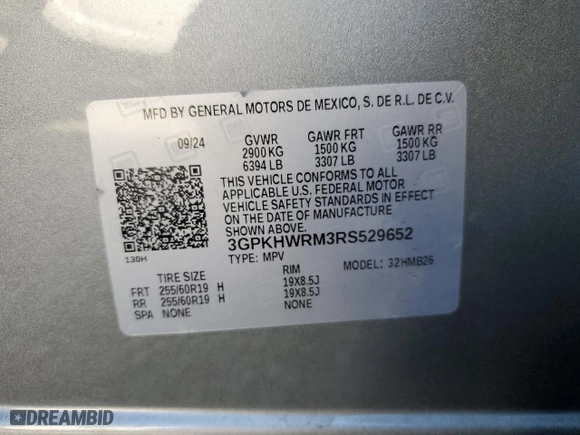 MFD BY GENERAL MOTORS DE MEXICO, S. DE R.L. DE C.V.
09/24 GVWR GAWR FRT GAWR RR
2900 KG 1500 KG 1500 KG
6394 LB 3307 LB 3307 LB
THIS VEHICLE CONFORMS TO ALL
APPLICABLE U.S. FEDERAL MOTOR
VEHICLE SAFETY STANDARDS IN EFFECT
ON THE DATE OF MANUFACTURE
SHOWN ABOVE.
3GPKHWRM3RS529652
130H
TYPE: MPV MODEL: 32HMB26
TIRE SIZE RIM
FRT 255/60R19 H 19X8.5J
RR 255/60R19 H 19X8.5J
SPA NONE NONE
DREAMBID